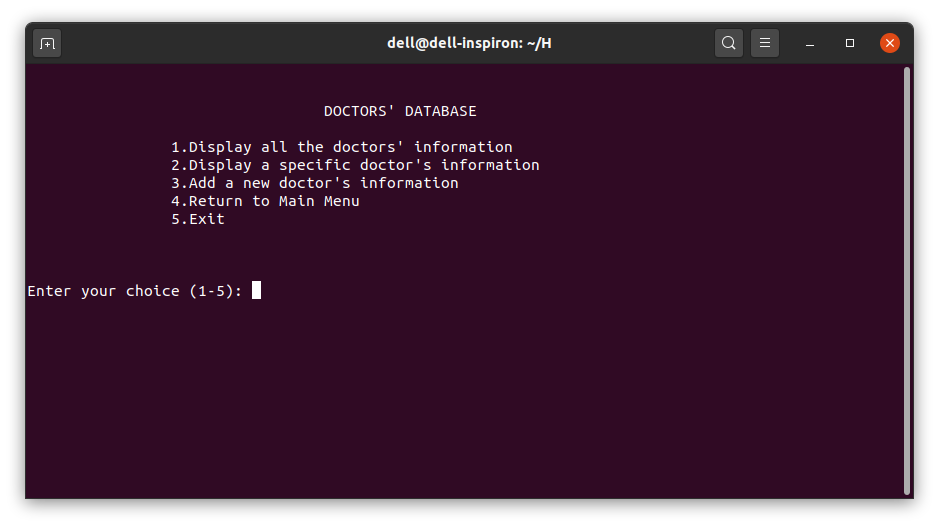 dell@dell-inspiron: ~/H
DOCTORS' DATABASE
1.Display all the doctors' information
2.Display a specific doctor's information
3.Add a new doctor's information
4.Return to Main Menu
5.Exit
Enter your choice (1-5):